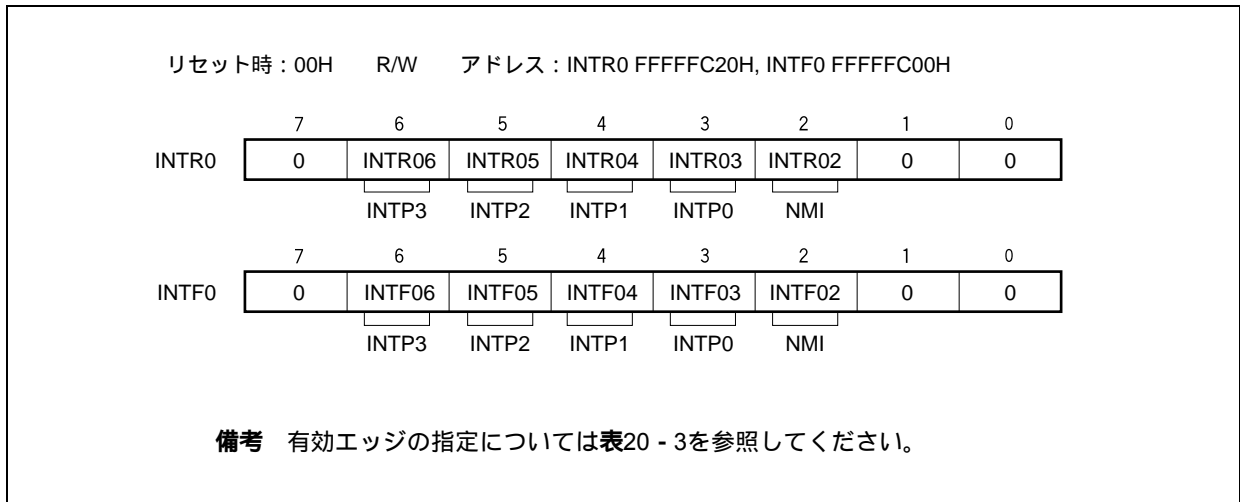 リセット時：00H R/W アドレス：INTR0 FFFFFC20H, INTF0 FFFFFC00H
7 6 5 4 3 2 1 0
INTR0 0 INTR06 INTR05 INTR04 INTR03 INTR02 0 0
INTP3 INTP2 INTP1 INTP0 NMI
7 6 5 4 3 2 1 0
INTF0 0 INTF06 INTF05 INTF04 INTF03 INTF02 0 0
INTP3 INTP2 INTP1 INTP0 NMI
備考 有効エッジの指定については表20 - 3を参照してください。